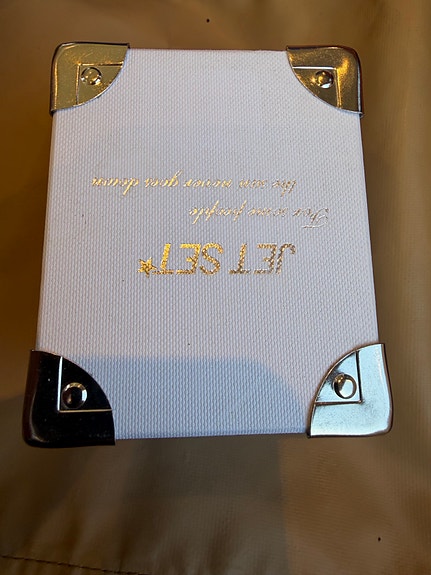 JET SET★
For some people
the sun never goes down